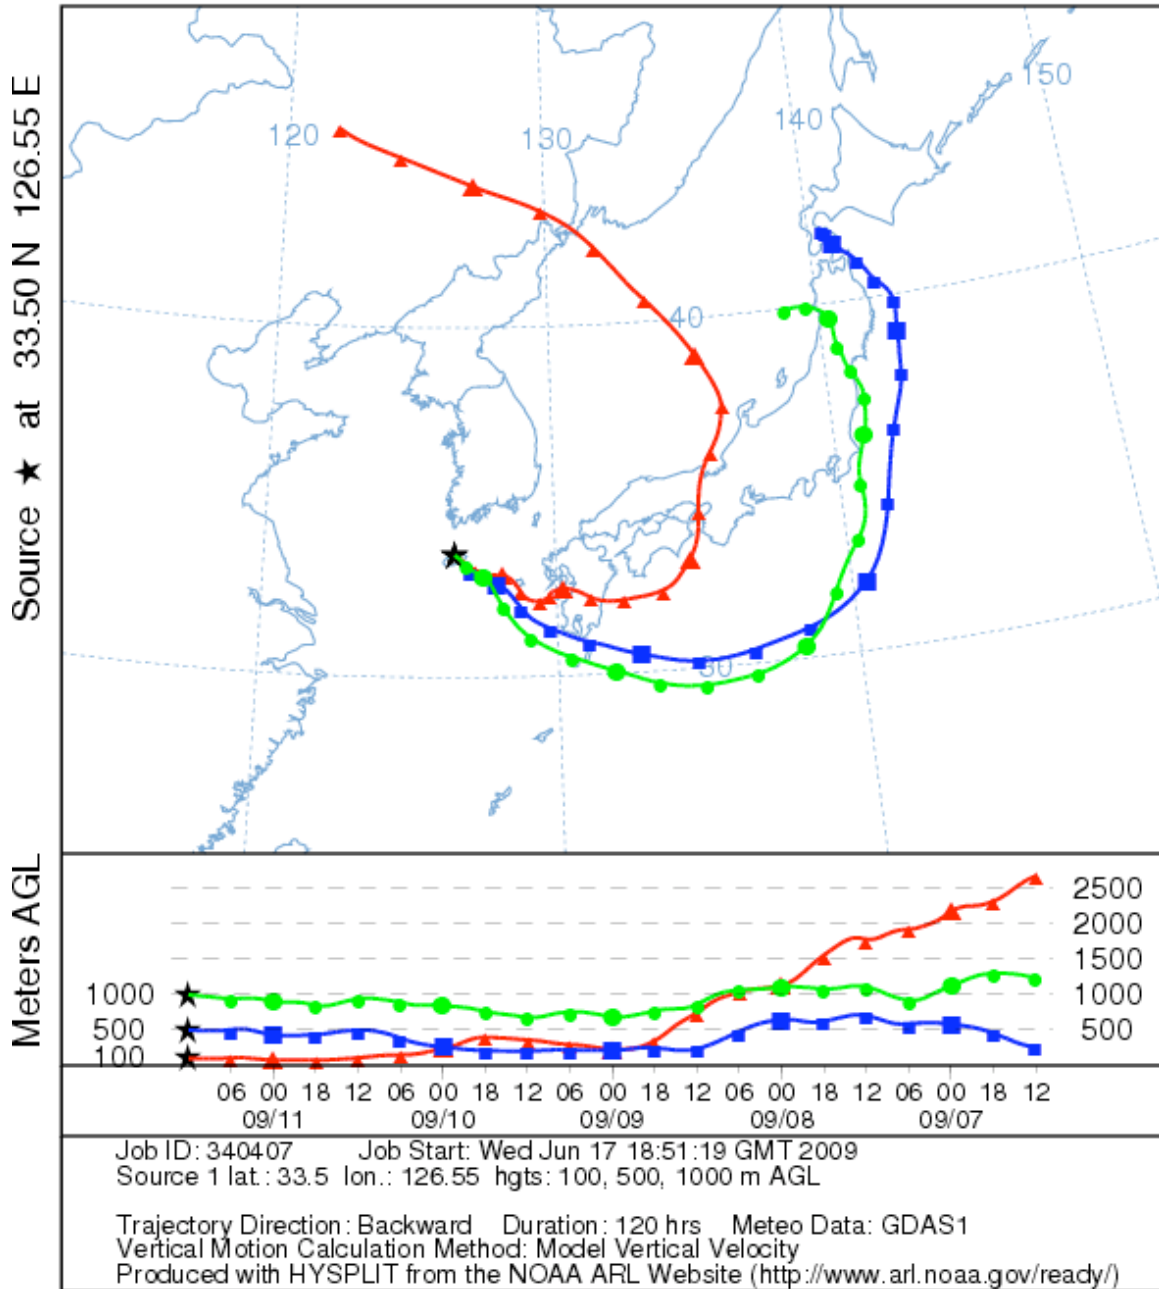 Source ★ at 33.50 N 126.55 E
120
130
140
150
40
30
Meters AGL
1000
500
100
2500
2000
1500
1000
500
06 00 18 12 06 00 18 12 06 00 18 12 06 00 18 12 06 00 18 12
09/11 09/10 09/09 09/08 09/07
Job ID: 340407 Job Start: Wed Jun 17 18:51:19 GMT 2009
Source 1 lat.: 33.5 lon.: 126.55 hgts: 100, 500, 1000 m AGL
Trajectory Direction: Backward Duration: 120 hrs Meteo Data: GDAS1
Vertical Motion Calculation Method: Model Vertical Velocity
Produced with HYSPLIT from the NOAA ARL Website (http://www.arl.noaa.gov/ready/)